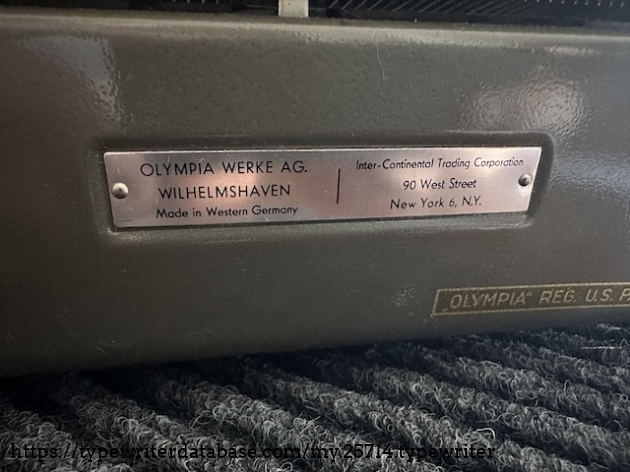 OLYMPIA WERKE AG.
WILHELMSHAVEN
Made in Western Germany
Inter-Continental Trading Corporation
90 West Street
New York 6, N.Y.
„OLYMPIA“ REG. U.S.
https://typewriterdatabase.com/my.25714.typewriter